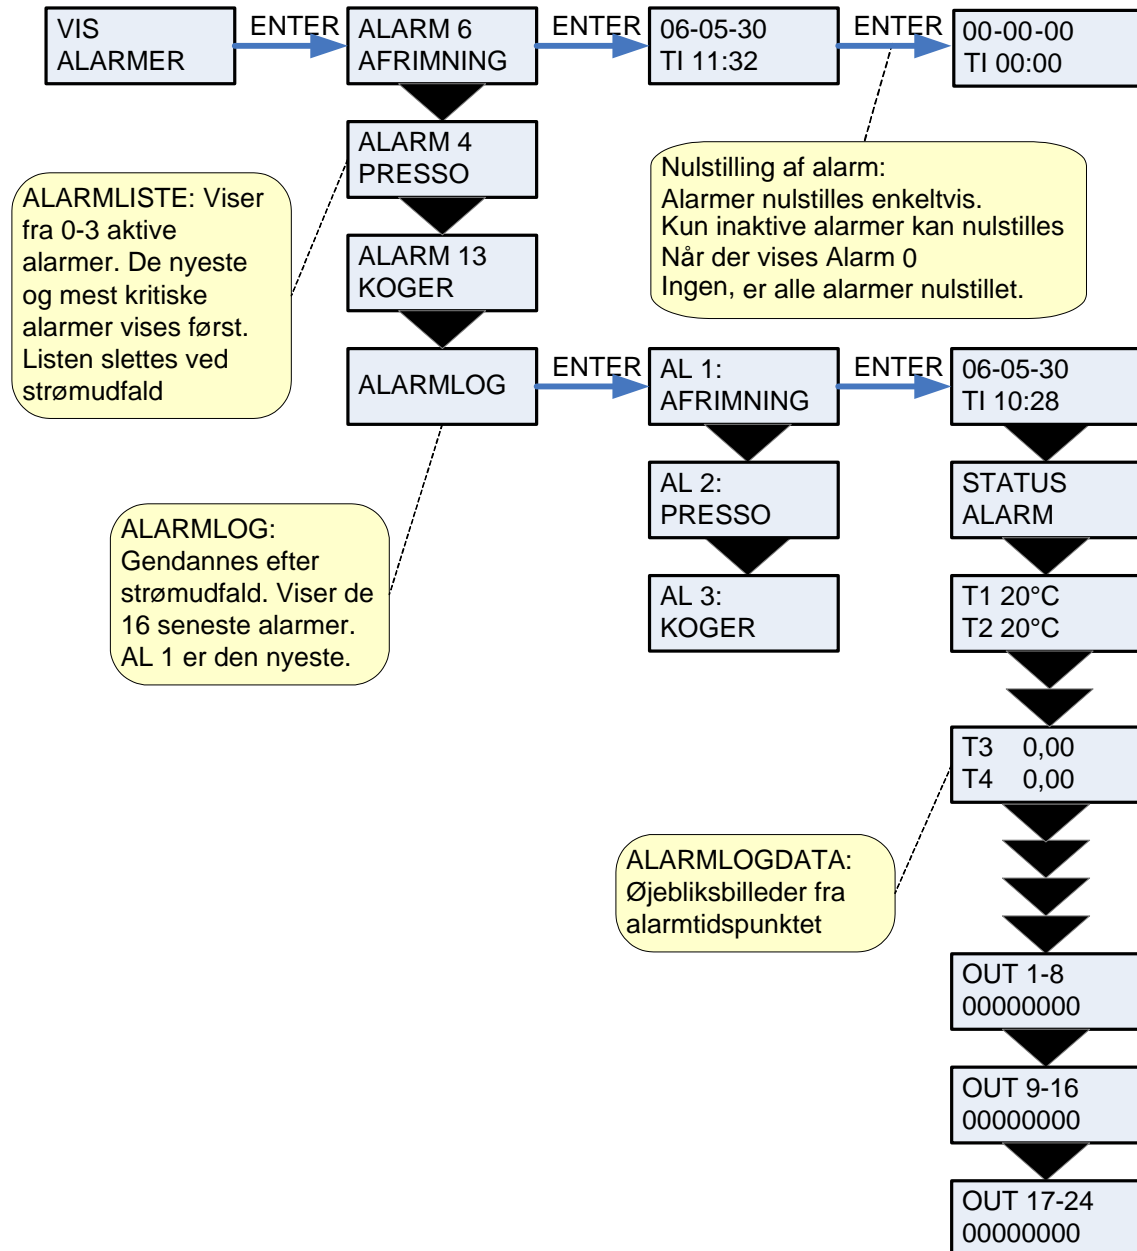 VIS
ALARMER
ENTER
ALARM 6
AFRIMNING
ENTER
06-05-30
TI 11:32
ENTER
00-00-00
TI 00:00
ALARM 4
PRESSO
ALARM 13
KOGER
ALARMLISTE: Viser
fra 0-3 aktive
alarmer. De nyeste
og mest kritiske
alarmer vises først.
Listen slettes ved
strømudfald
Nulstilling af alarm:
Alarmer nulstilles enkeltvis.
Kun inaktive alarmer kan nulstilles
Når der vises Alarm 0
Ingen, er alle alarmer nulstillet.
ALARMLOG
ENTER
AL 1:
AFRIMNING
ENTER
06-05-30
TI 10:28
AL 2:
PRESSO
AL 3:
KOGER
STATUS
ALARM
T1 20°C
T2 20°C
ALARMLOG:
Gendannes efter
strømudfald. Viser de
16 seneste alarmer.
AL 1 er den nyeste.
T3 0,00
T4 0,00
ALARMLOGDATA:
Øjebliksbilleder fra
alarmtidspunktet
OUT 1-8
00000000
OUT 9-16
00000000
OUT 17-24
00000000